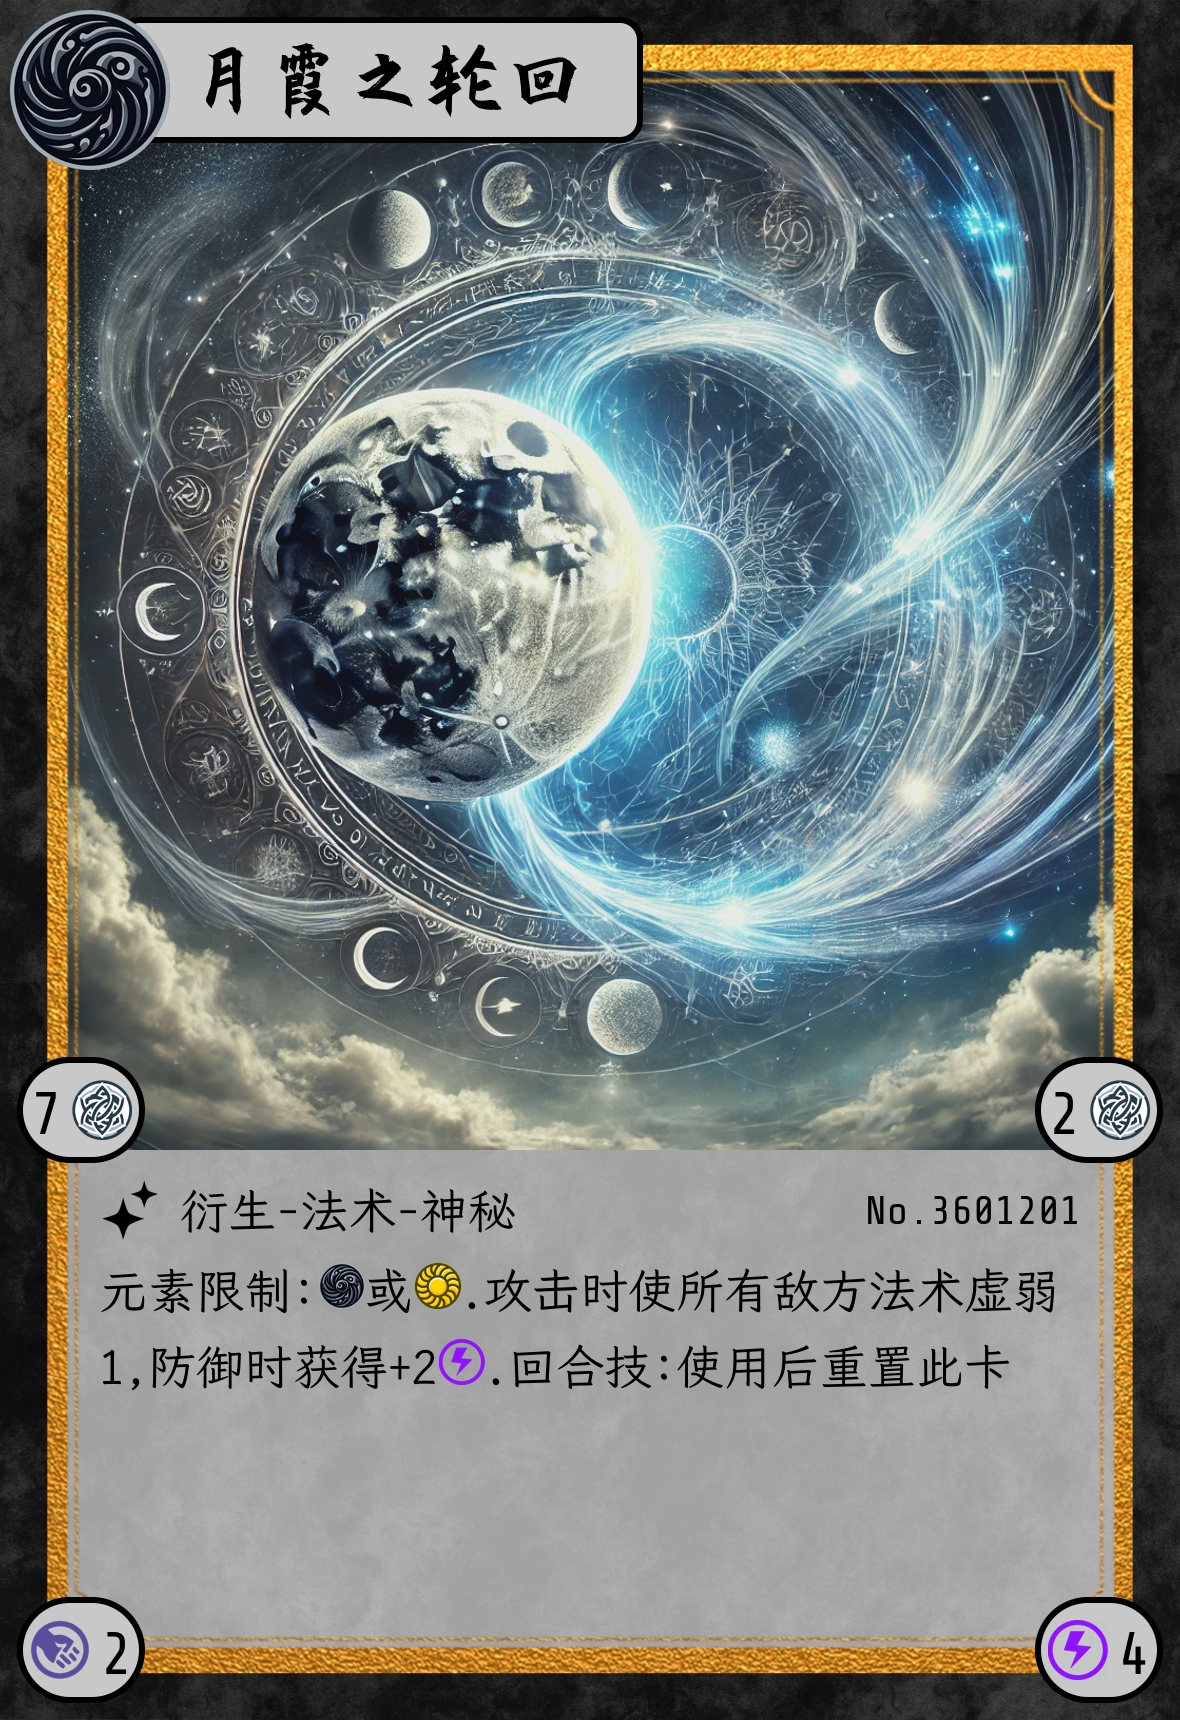 月霞之轮回
7
2
衍生-法术-神秘
No.3601201
元素限制:或.攻击时使所有敌方法术虚弱
1,防御时获得+2.回合技:使用后重置此卡
2
4